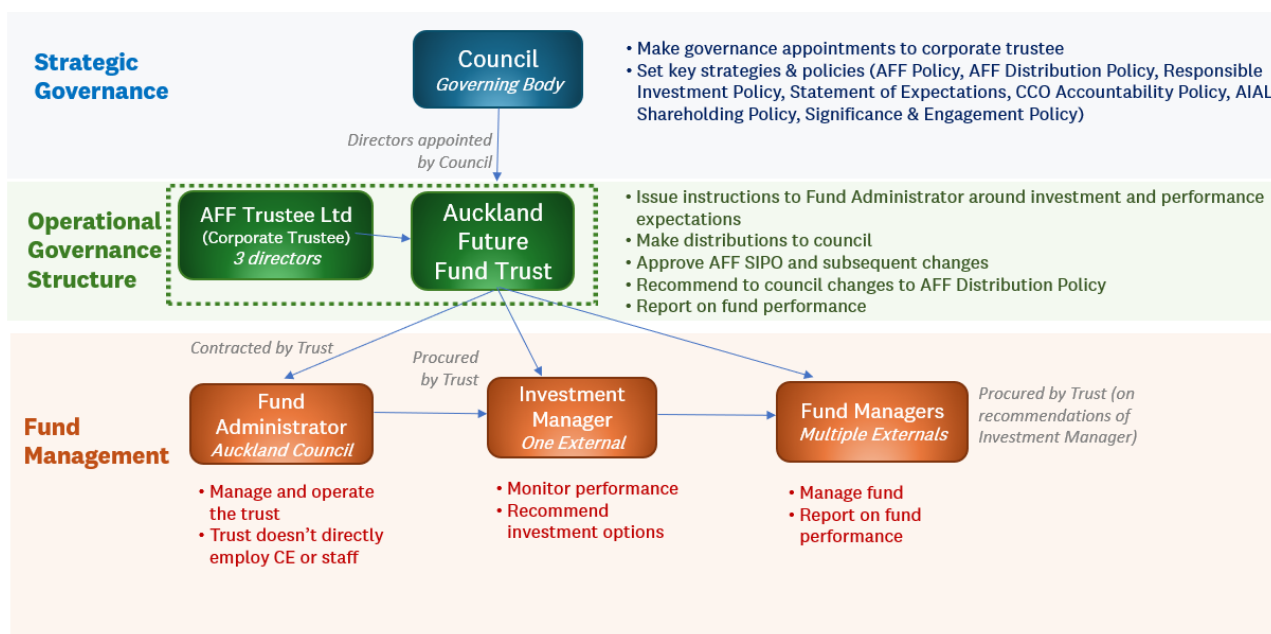 Strategic
Governance
Council
Governing Body
• Make governance appointments to corporate trustee
• Set key strategies & policies (AFF Policy, AFF Distribution Policy, Responsible
Investment Policy, Statement of Expectations, CCO Accountability Policy, AIAL
Shareholding Policy, Significance & Engagement Policy)
Directors appointed
by Council
Operational
Governance
Structure
AFF Trustee Ltd
(Corporate Trustee)
3 directors
Auckland
Future
Fund Trust
• Issue instructions to Fund Administrator around investment and performance
expectations
• Make distributions to council
• Approve AFF SIPO and subsequent changes
• Recommend to council changes to AFF Distribution Policy
• Report on fund performance
Contracted by Trust
Procured
by Trust
Fund
Management
Fund
Administrator
Auckland Council
Investment
Manager
One External
Fund Managers
Multiple Externals
Procured by Trust (on
recommendations of
Investment Manager)
• Manage and operate
the trust
• Trust doesn't directly
employ CE or staff
• Monitor performance
• Recommend
investment options
• Manage fund
• Report on fund
performance